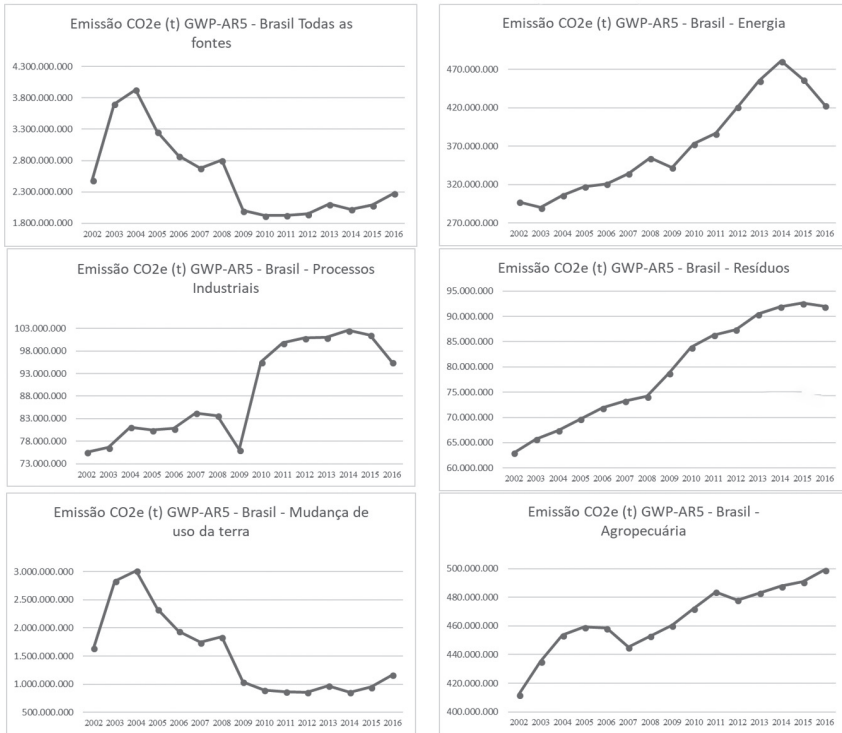 Emissão CO2e (t) GWP-AR5 - Brasil Todas as
fontes
4.300.000.000
3.800.000.000
3.300.000.000
2.800.000.000
2.300.000.000
1.800.000.000
2002 2003 2004 2005 2006 2007 2008 2009 2010 2011 2012 2013 2014 2015 2016
Emissão CO2e (t) GWP-AR5 - Brasil - Energia
470.000.000
420.000.000
370.000.000
320.000.000
270.000.000
2002 2003 2004 2005 2006 2007 2008 2009 2010 2011 2012 2013 2014 2015 2016
Emissão CO2e (t) GWP-AR5 - Brasil - Processos
Industriais
103.000.000
98.000.000
93.000.000
88.000.000
83.000.000
78.000.000
73.000.000
2002 2003 2004 2005 2006 2007 2008 2009 2010 2011 2012 2013 2014 2015 2016
Emissão CO2e (t) GWP-AR5 - Brasil - Resíduos
95.000.000
90.000.000
85.000.000
80.000.000
75.000.000
70.000.000
65.000.000
60.000.000
2002 2003 2004 2005 2006 2007 2008 2009 2010 2011 2012 2013 2014 2015 2016
Emissão CO2e (t) GWP-AR5 - Brasil - Mudança de
uso da terra
3.000.000.000
2.500.000.000
2.000.000.000
1.500.000.000
1.000.000.000
500.000.000
2002 2003 2004 2005 2006 2007 2008 2009 2010 2011 2012 2013 2014 2015 2016
Emissão CO2e (t) GWP-AR5 - Brasil -
Agropecuária
500.000.000
480.000.000
460.000.000
440.000.000
420.000.000
400.000.000
2002 2003 2004 2005 2006 2007 2008 2009 2010 2011 2012 2013 2014 2015 2016